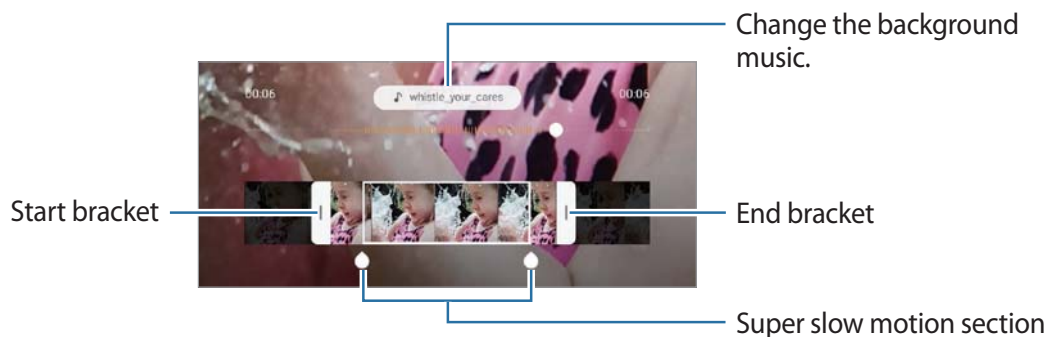 Change the background
music.
00:06
whistle_your_cares
00:06
Start bracket
End bracket
Super slow motion section